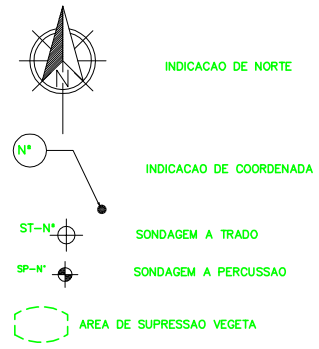 N
INDICACAO DE NORTE
N°
INDICACAO DE COORDENADA
ST-N°
SONDAGEM A TRADO
SP-N°
SONDAGEM A PERCUSSAO
AREA DE SUPRESSAO VEGETA